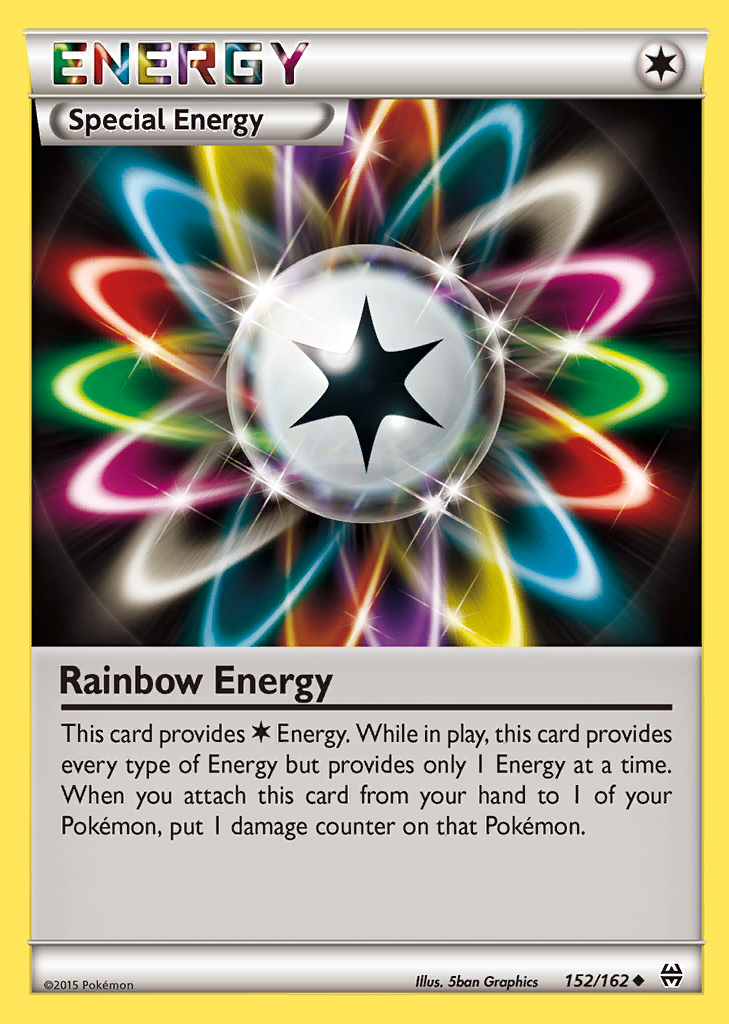 ENERGY
Special Energy
Rainbow Energy
This card provides ✶ Energy. While in play, this card provides
every type of Energy but provides only 1 Energy at a time.
When you attach this card from your hand to 1 of your
Pokémon, put 1 damage counter on that Pokémon.
©2015 Pokémon
Illus. 5ban Graphics 152/162 ◆